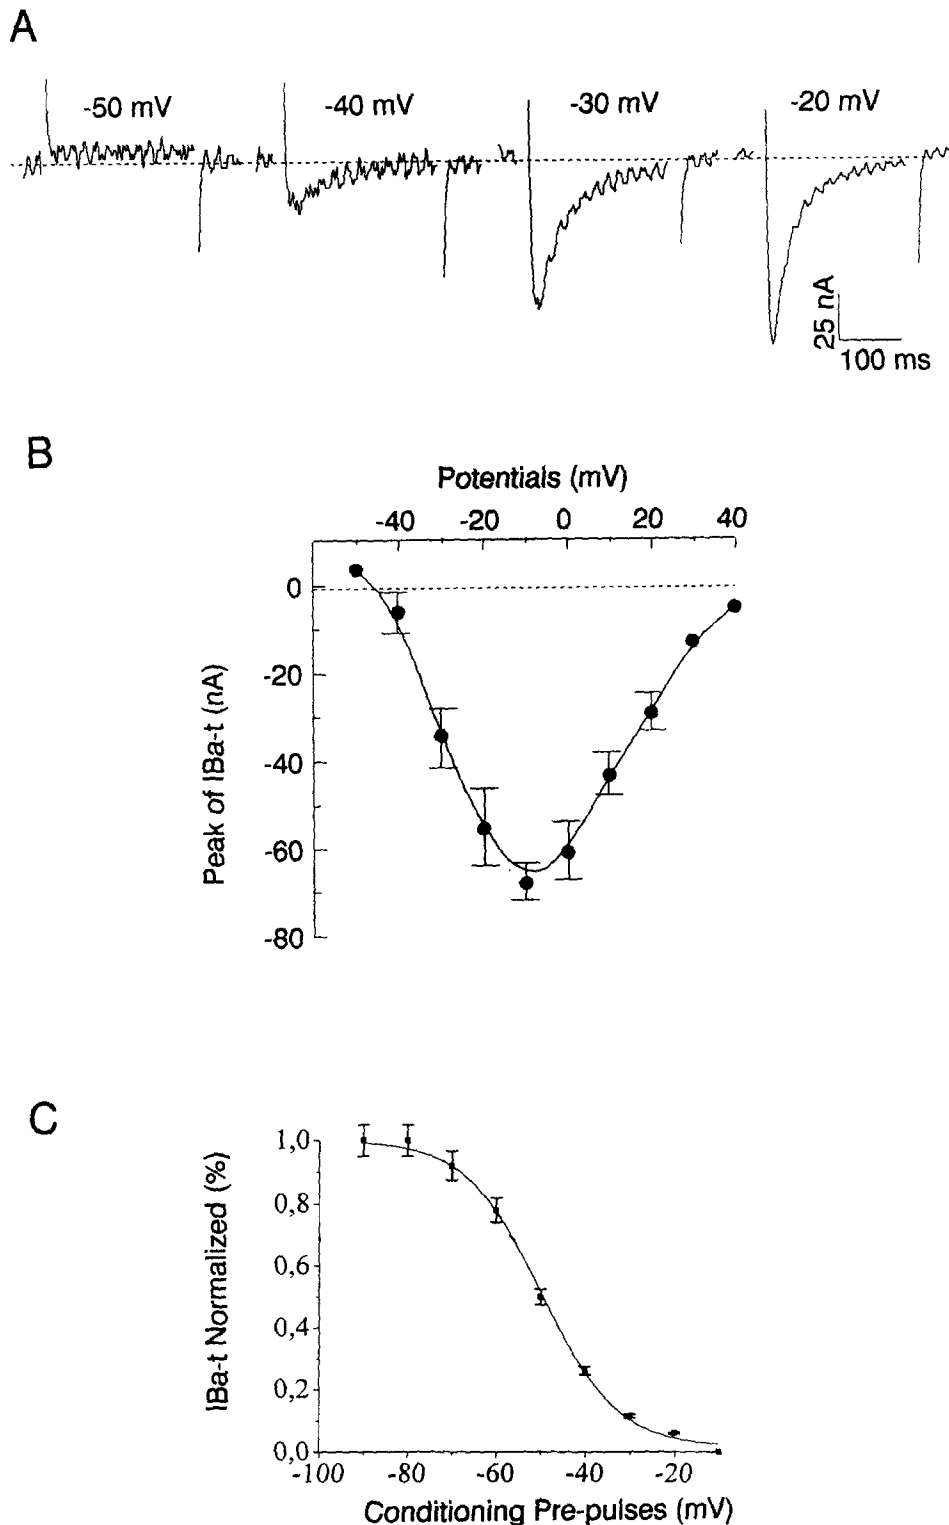 A
-50 mV -40 mV -30 mV -20 mV
25 nA
100 ms
B
Potentials (mV)
-40 -20 0 20 40
0
-20
-40
-60
-80
Peak of IBa-t (nA)
C
1,0
0,8
0,6
0,4
0,2
0,0
IBa-t Normalized (%)
-100 -80 -60 -40 -20
Conditioning Pre-pulses (mV)